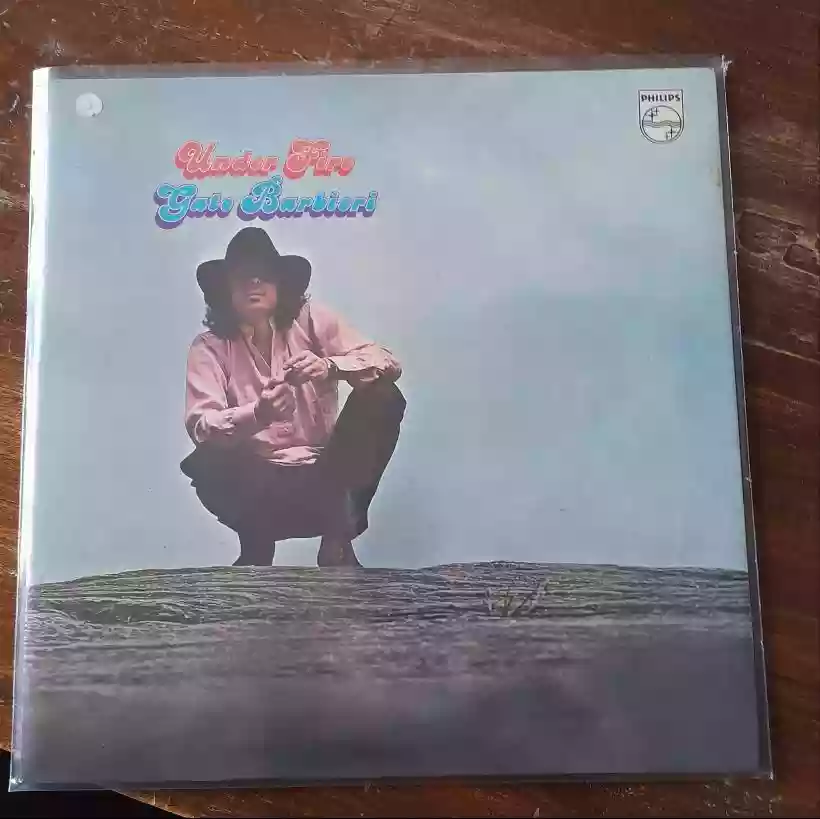 PHILIPS
Under Fire
Gato Barbieri